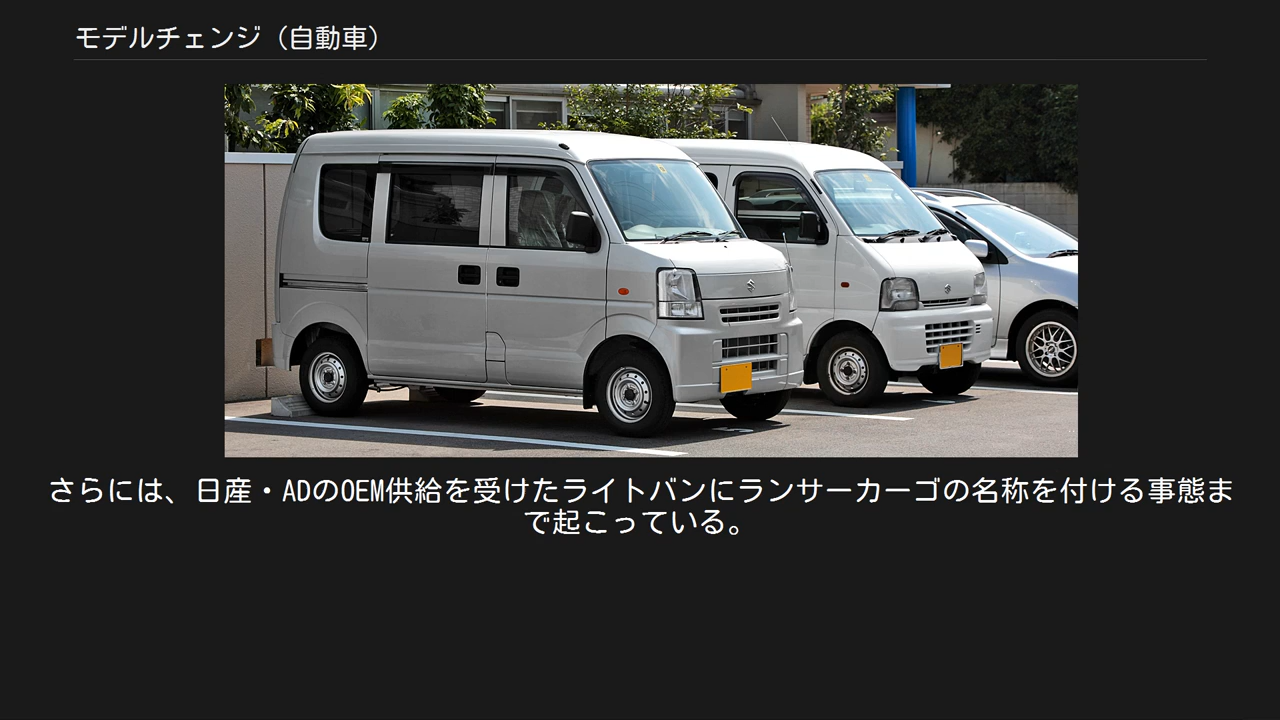 モデルチェンジ（自動車）
さらには、日産・ADのOEM供給を受けたライトバンにランサーカーゴの名称を付ける事態ま
で起こっている。